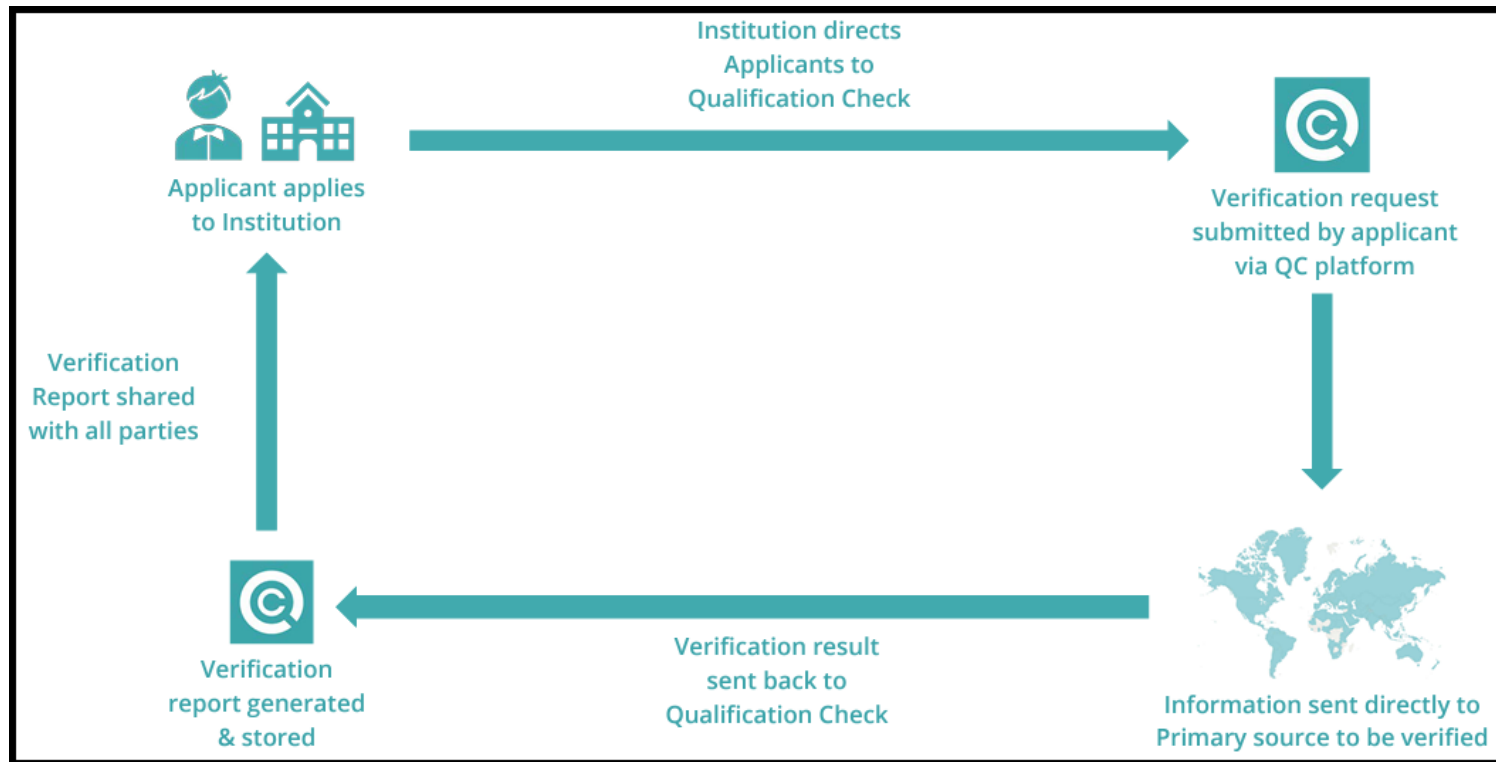 Institution directs
Applicants to
Qualification Check
Applicant applies
to Institution
Verification request
submitted by applicant
via QC platform
Verification
Report shared
with all parties
Verification
report generated
& stored
Verification result
sent back to
Qualification Check
Information sent directly to
Primary source to be verified